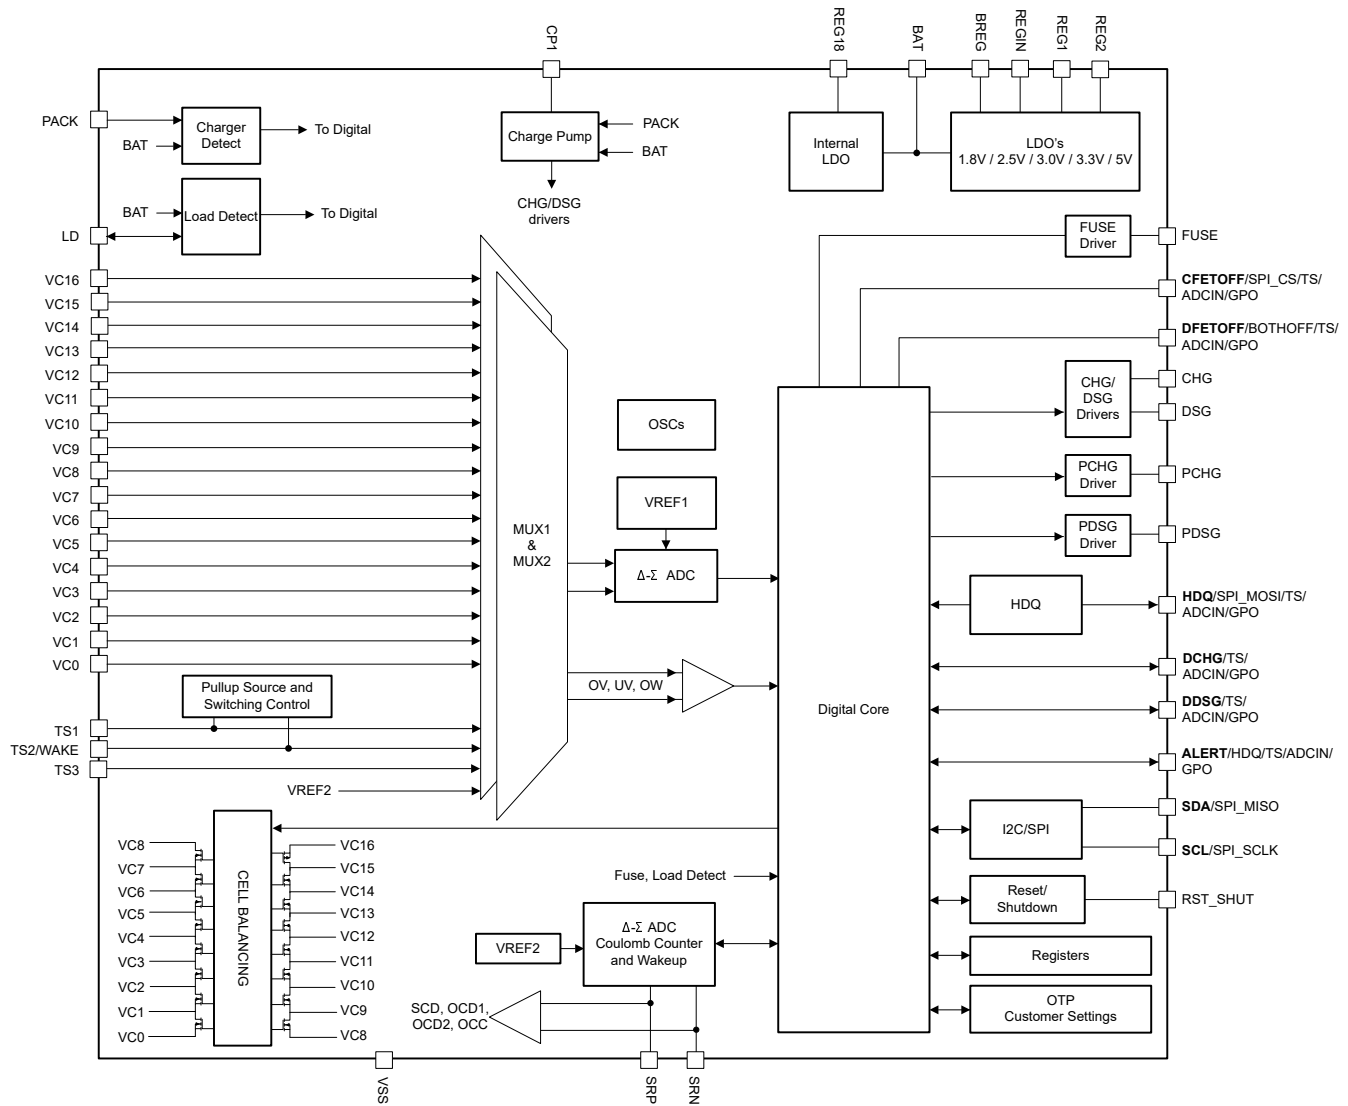 CP1
REG18
BAT
BREG
REGIN
REG1
REG2
PACK
BAT
Charger
Detect
To Digital
Charge Pump
PACK
BAT
CHG/DSG
drivers
Internal
LDO
LDO's
1.8V / 2.5V / 3.0V / 3.3V / 5V
BAT
LD
Load Detect
To Digital
VC16
VC15
VC14
VC13
VC12
VC11
VC10
VC9
VC8
VC7
VC6
VC5
VC4
VC3
VC2
VC1
VC0
Pullup Source and
Switching Control
TS1
TS2/WAKE
TS3
VREF2
MUX1
&
MUX2
OSCs
VREF1
Δ-Σ ADC
OV, UV, OW
Digital Core
FUSE
Driver
FUSE
CFETOFF/SPI_CS/TS/
ADCIN/GPO
DFETOFF/BOTHOFF/TS/
ADCIN/GPO
CHG/
DSG
Drivers
CHG
DSG
PCHG
Driver
PCHG
PDSG
Driver
PDSG
HDQ
HDQ/SPI_MOSI/TS/
ADCIN/GPO
DCHG/TS/
ADCIN/GPO
DDSG/TS/
ADCIN/GPO
ALERT/HDQ/TS/ADCIN/
GPO
I2C/SPI
SDA/SPI_MISO
SCL/SPI_SCLK
Reset/
Shutdown
RST_SHUT
Registers
OTP
Customer Settings
VC8
VC7
VC6
VC5
VC4
VC3
VC2
VC1
VC0
CELL BALANCING
VC16
VC15
VC14
VC13
VC12
VC11
VC10
VC9
VC8
Fuse, Load Detect
VREF2
Δ-Σ ADC
Coulomb Counter
and Wakeup
SCD, OCD1,
OCD2, OCC
VSS
SRP
SRN